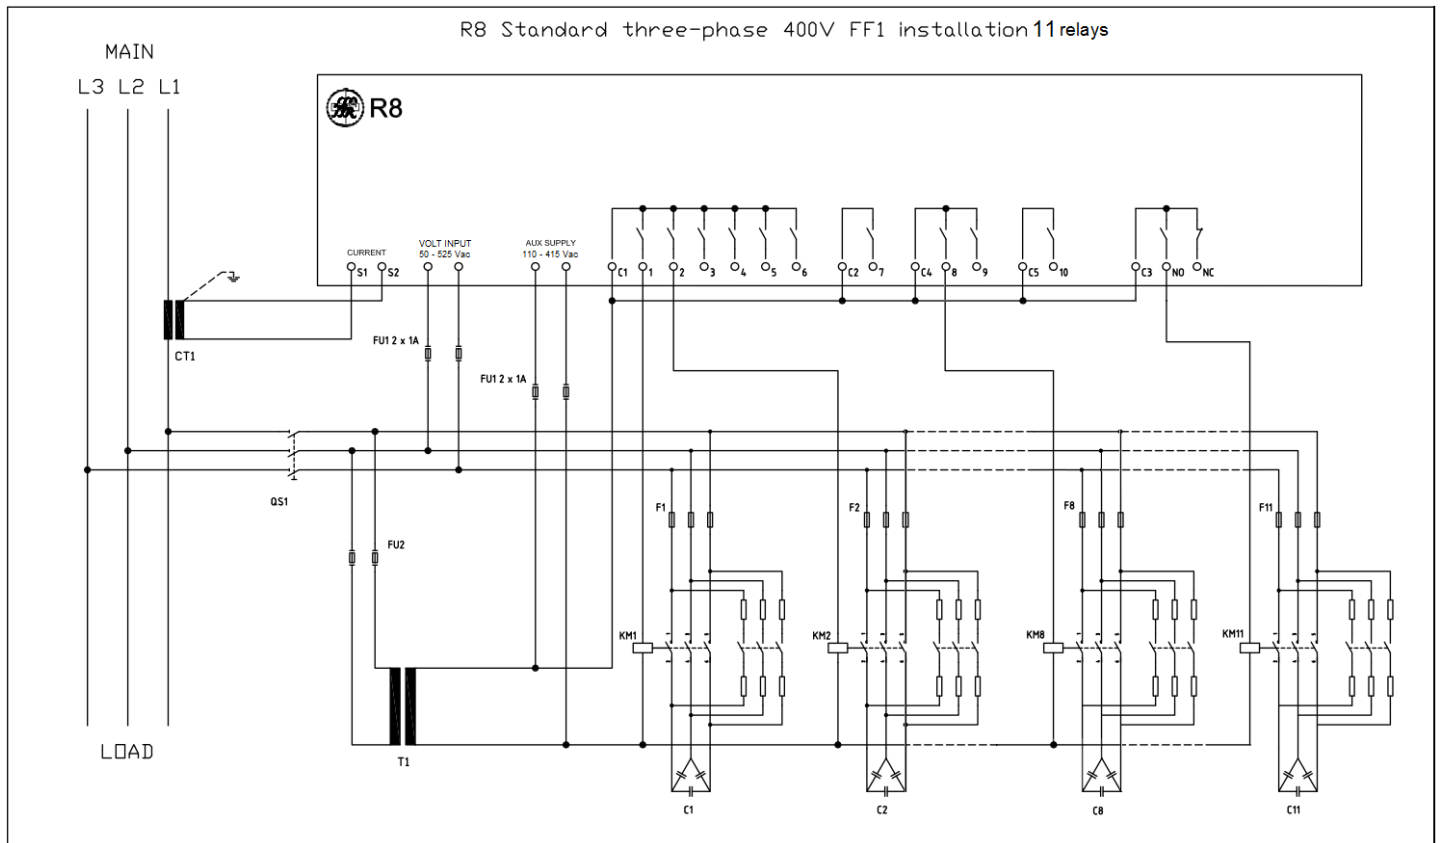 R8 Standard three-phase 400V FF1 installation 11 relays
MAIN
L3 L2 L1
R8
CURRENT
VOLT INPUT
50 - 525 Vac
AUX SUPPLY
110 - 415 Vac
S1 S2 C1 1 2 3 4 5 6 C2 7 C4 8 9 C5 10 C3 NO NC
CT1
FU1 2 x 1A
FU1 2 x 1A
QS1
F1 F2 F8 F11
FU2
KM1 KM2 KM8 KM11
LOAD
T1
C1 C2 C8 C11